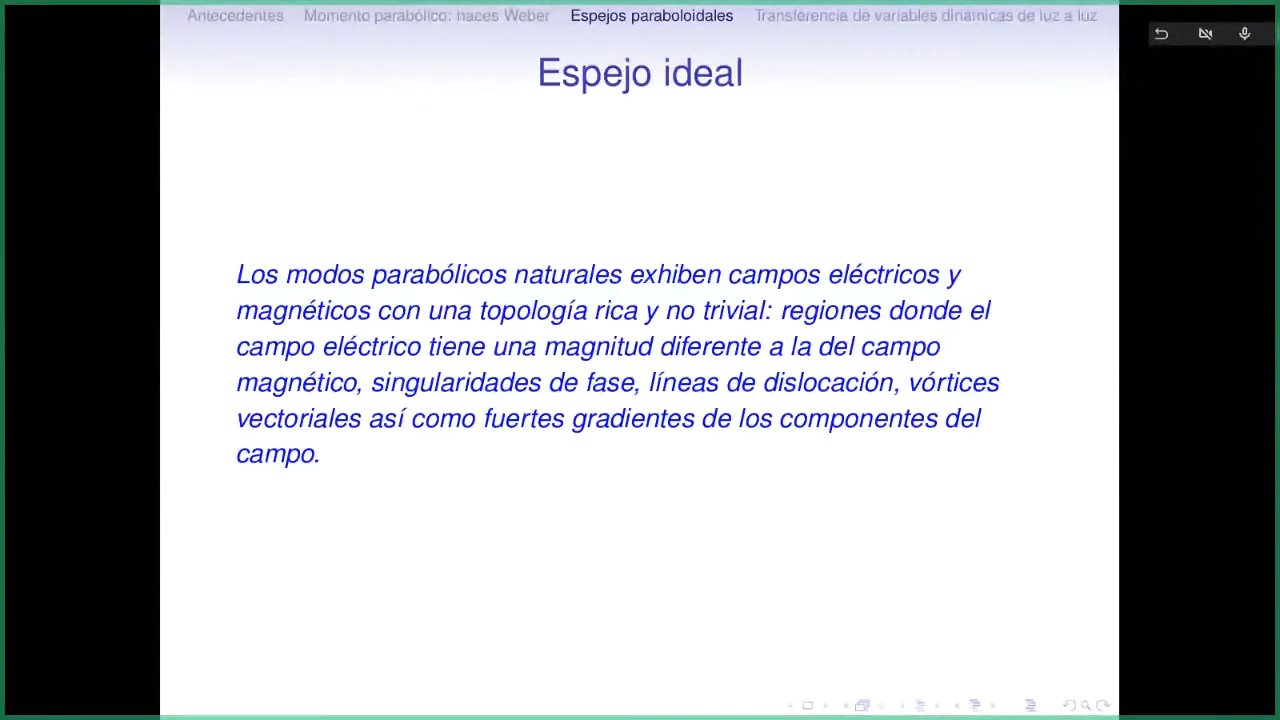 Antecedentes Momento parabólico: haces Weber Espejos paraboloidales Transferencia de variables dinámicas de luz a luz
Espejo ideal
Los modos parabólicos naturales exhiben campos eléctricos y
magnéticos con una topología rica y no trivial: regiones donde el
campo eléctrico tiene una magnitud diferente a la del campo
magnético, singularidades de fase, líneas de dislocación, vórtices
vectoriales así como fuertes gradientes de los componentes del
campo.